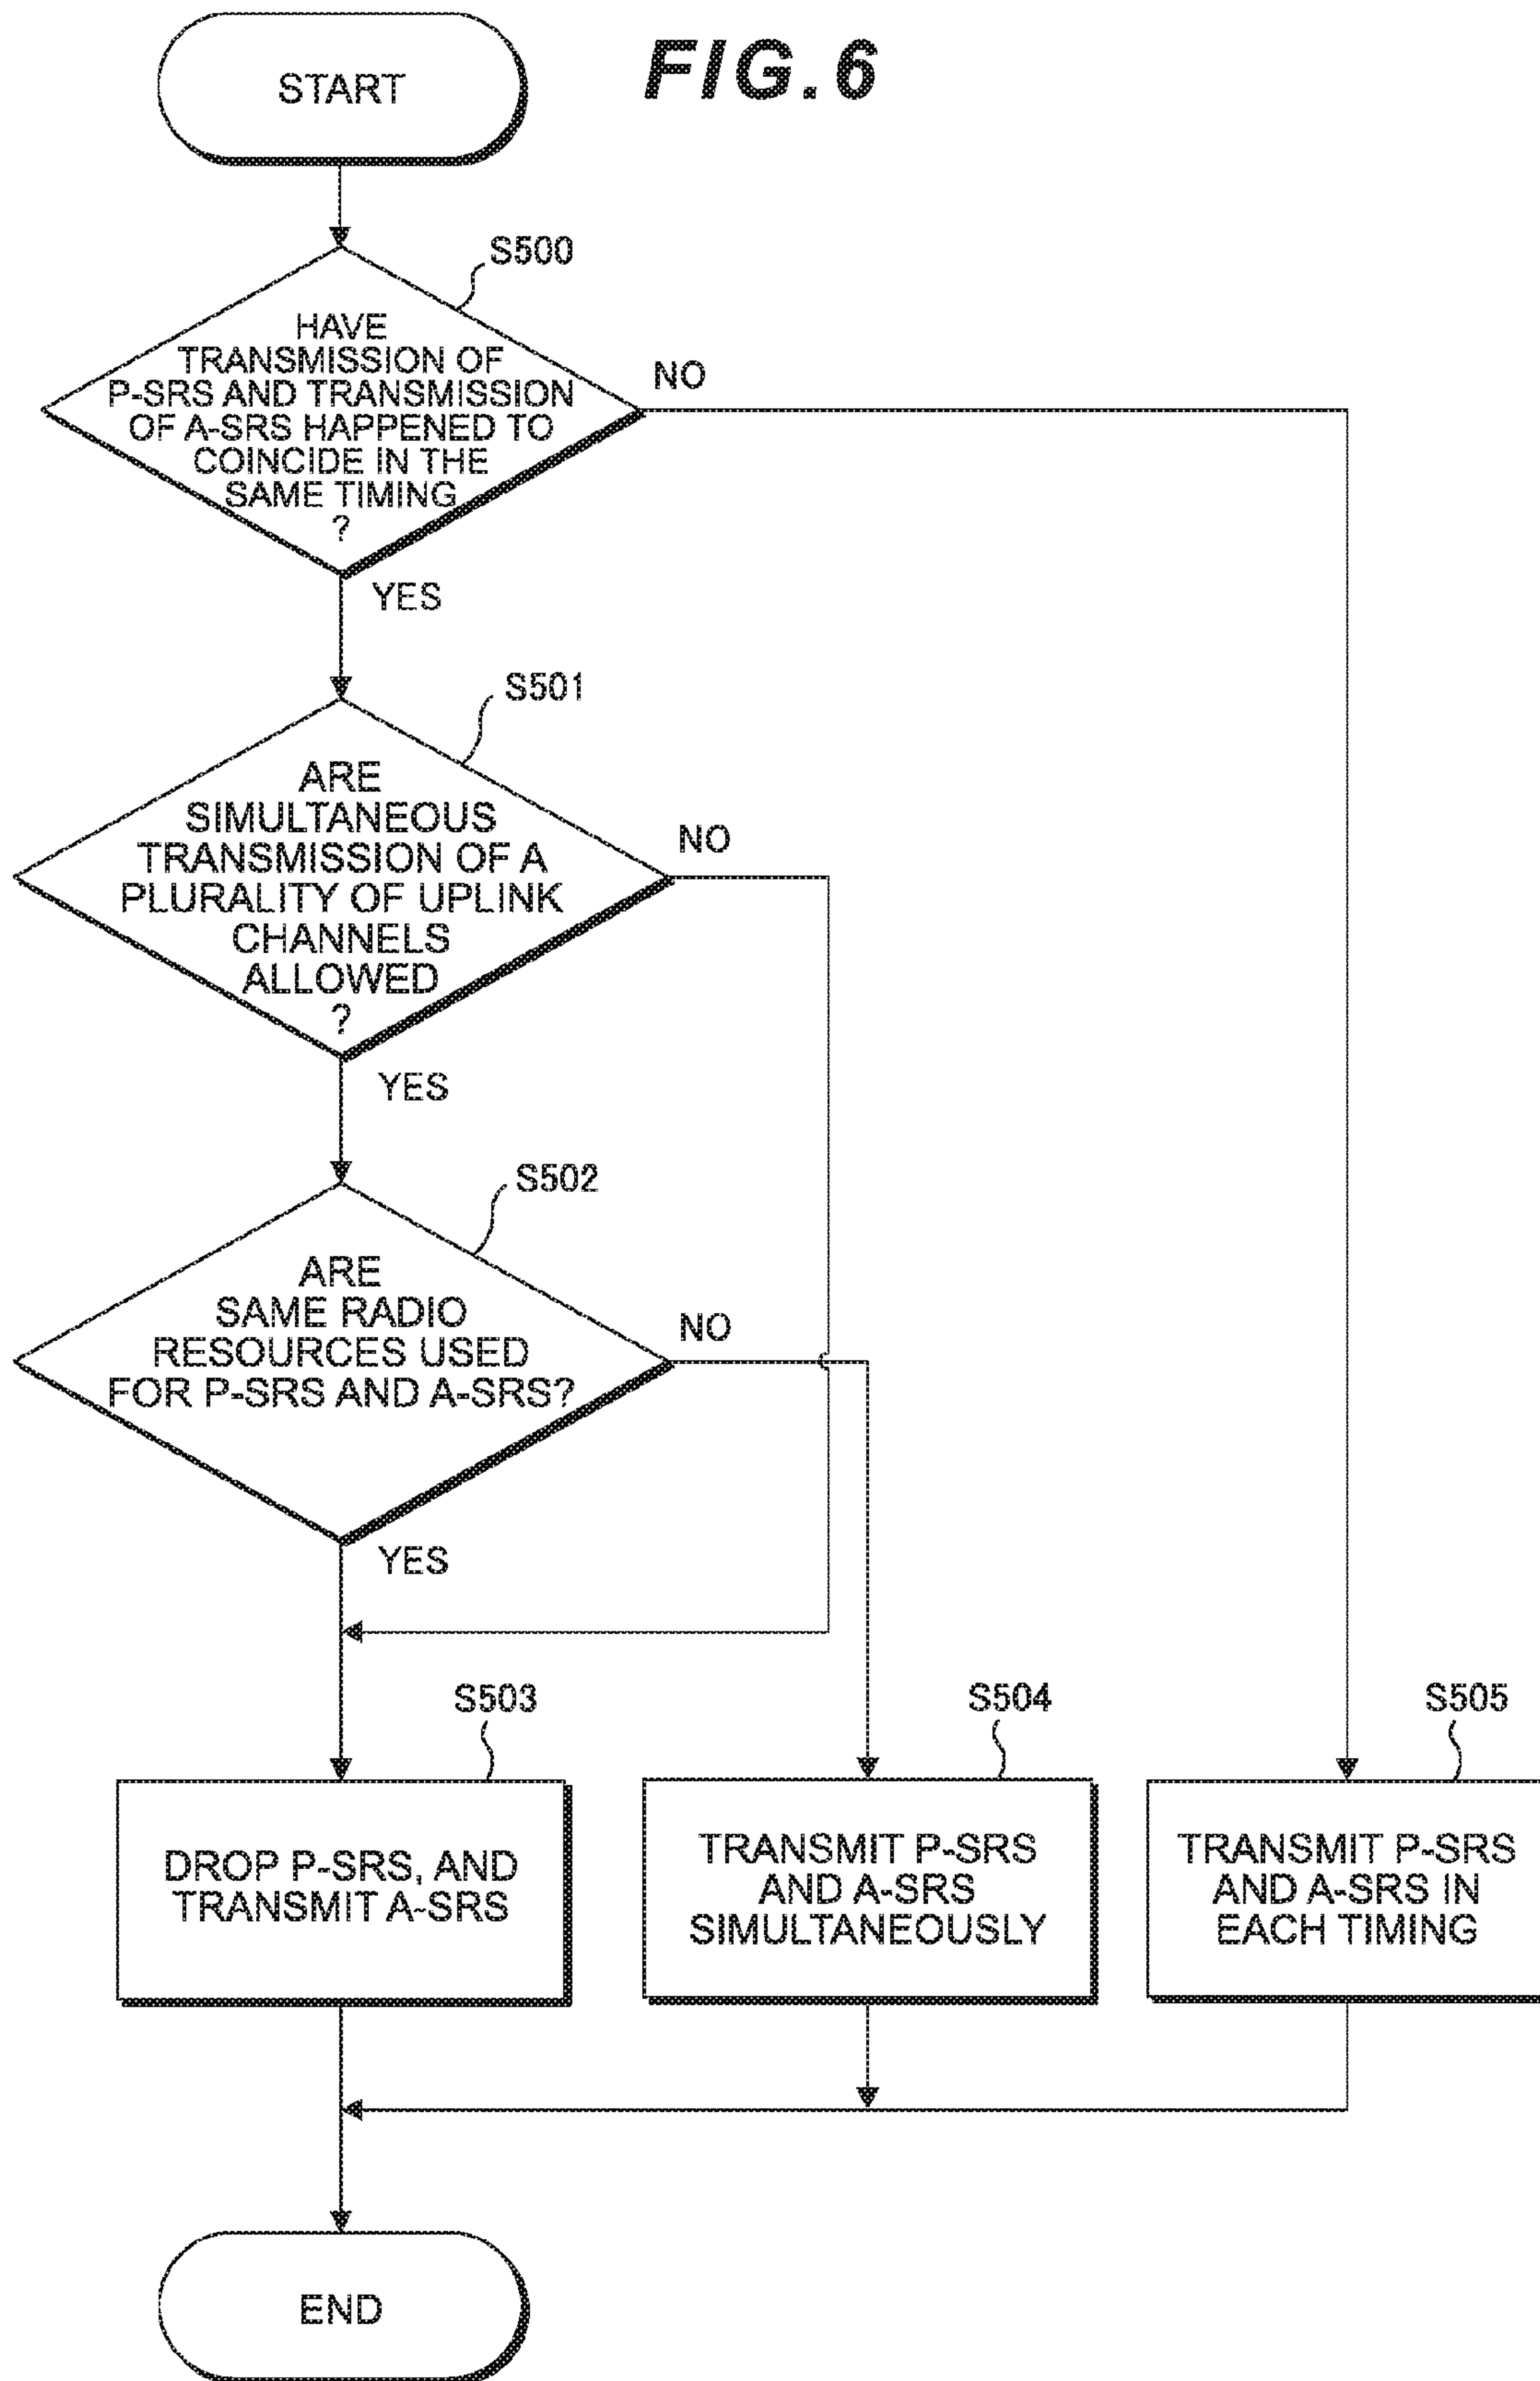 FIG.6
START
S500
HAVE
TRANSMISSION OF
P-SRS AND TRANSMISSION
OF A-SRS HAPPENED TO
COINCIDE IN THE
SAME TIMING
?
NO
YES
S501
ARE
SIMULTANEOUS
TRANSMISSION OF A
PLURALITY OF UPLINK
CHANNELS
ALLOWED
?
NO
YES
S502
ARE
SAME RADIO
RESOURCES USED
FOR P-SRS AND A-SRS?
NO
YES
S503
DROP P-SRS, AND
TRANSMIT A-SRS
S504
TRANSMIT P-SRS
AND A-SRS
SIMULTANEOUSLY
S505
TRANSMIT P-SRS
AND A-SRS IN
EACH TIMING
END